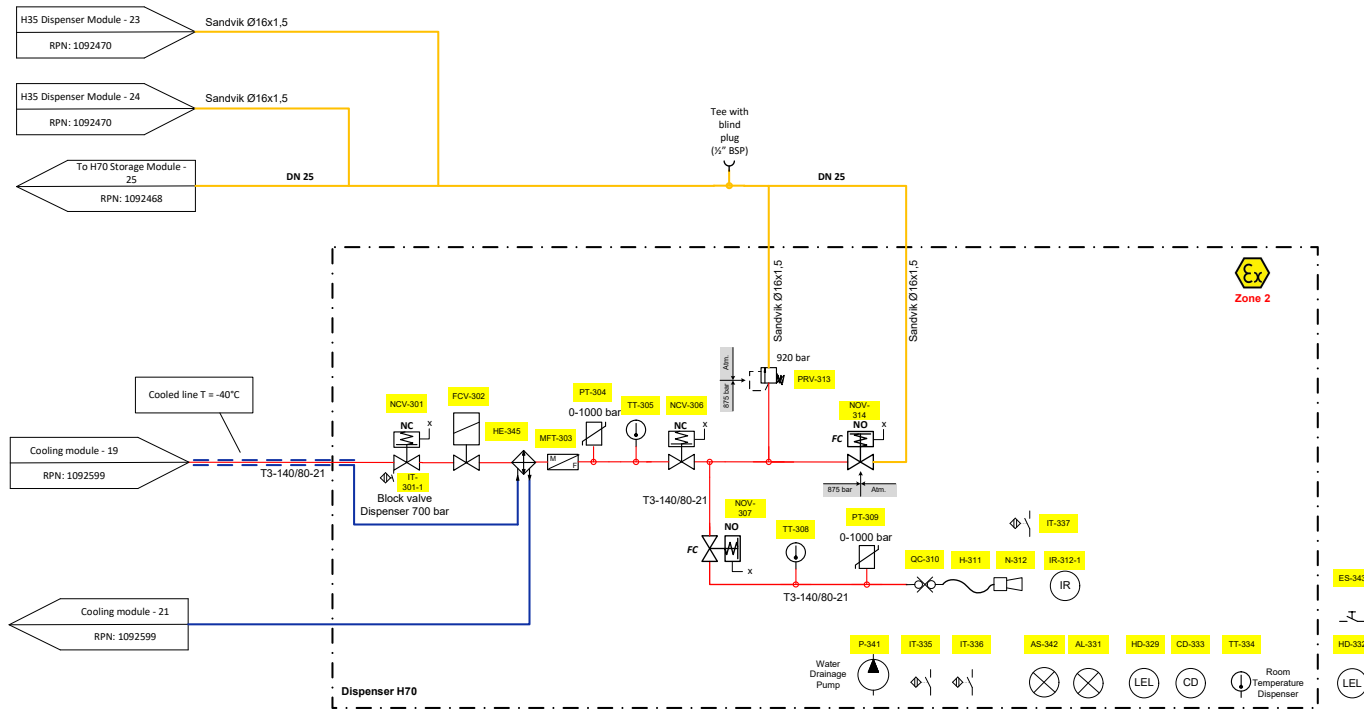 H35 Dispenser Module - 23
RPN: 1092470
Sandvik Ø16x1,5
H35 Dispenser Module - 24
RPN: 1092470
Sandvik Ø16x1,5
To H70 Storage Module -
25
RPN: 1092468
DN 25
Tee with
blind
plug
(½" BSP)
DN 25
Sandvik Ø16x1,5
Sandvik Ø16x1,5
Ex
Zone 2
920 bar
PRV-313
Atm.
875 bar
Cooled line T = -40°C
NCV-301
NC
x
FCV-302
HE-345
MFT-303
M
F
PT-304
0-1000 bar
TT-305
NCV-306
NC
x
NOV-
314
NO
FC
x
875 bar
Atm.
Cooling module - 19
RPN: 1092599
T3-140/80-21
IT-
301-1
Block valve
Dispenser 700 bar
T3-140/80-21
NOV-
307
NO
FC
x
TT-308
PT-309
0-1000 bar
T3-140/80-21
QC-310
H-311
N-312
IT-337
IR-312-1
IR
ES-343
Cooling module - 21
RPN: 1092599
P-341
Water
Drainage
Pump
IT-335
IT-336
AS-342
AL-331
HD-329
LEL
CD-333
CD
TT-334
Room
Temperature
Dispenser
HD-332
LEL
Dispenser H70